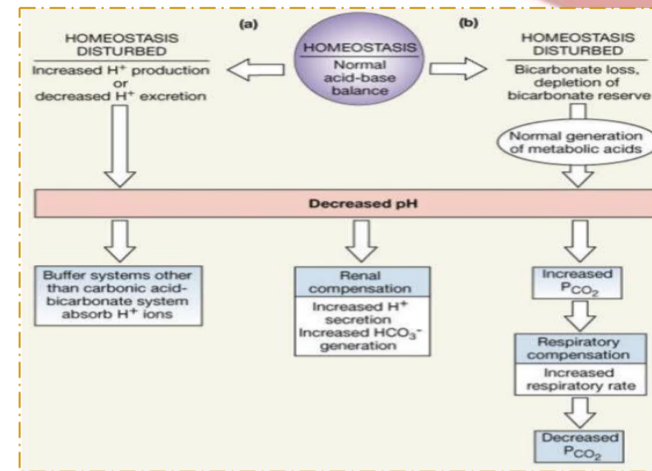 (a)
(b)
HOMEOSTASIS
DISTURBED
Increased H⁺ production
or
decreased H⁺ excretion
HOMEOSTASIS
Normal
acid-base
balance
HOMEOSTASIS
DISTURBED
Bicarbonate loss,
depletion of
bicarbonate reserve
Normal generation
of metabolic acids
Decreased pH
Buffer systems other
than carbonic acid-
bicarbonate system
absorb H⁺ ions
Renal
compensation
Increased H⁺
secretion
Increased HCO₃⁻
generation
Increased
PCO₂
Respiratory
compensation
Increased
respiratory rate
Decreased
PCO₂